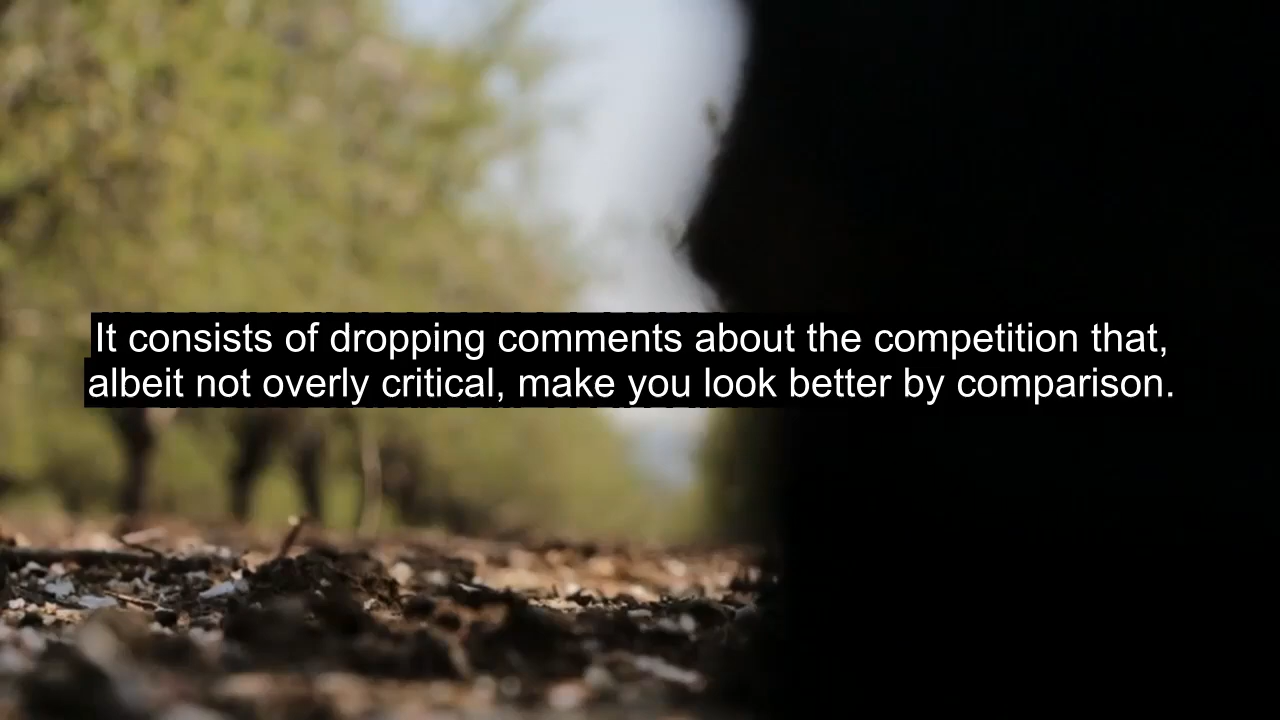 It consists of dropping comments about the competition that,
albeit not overly critical, make you look better by comparison.